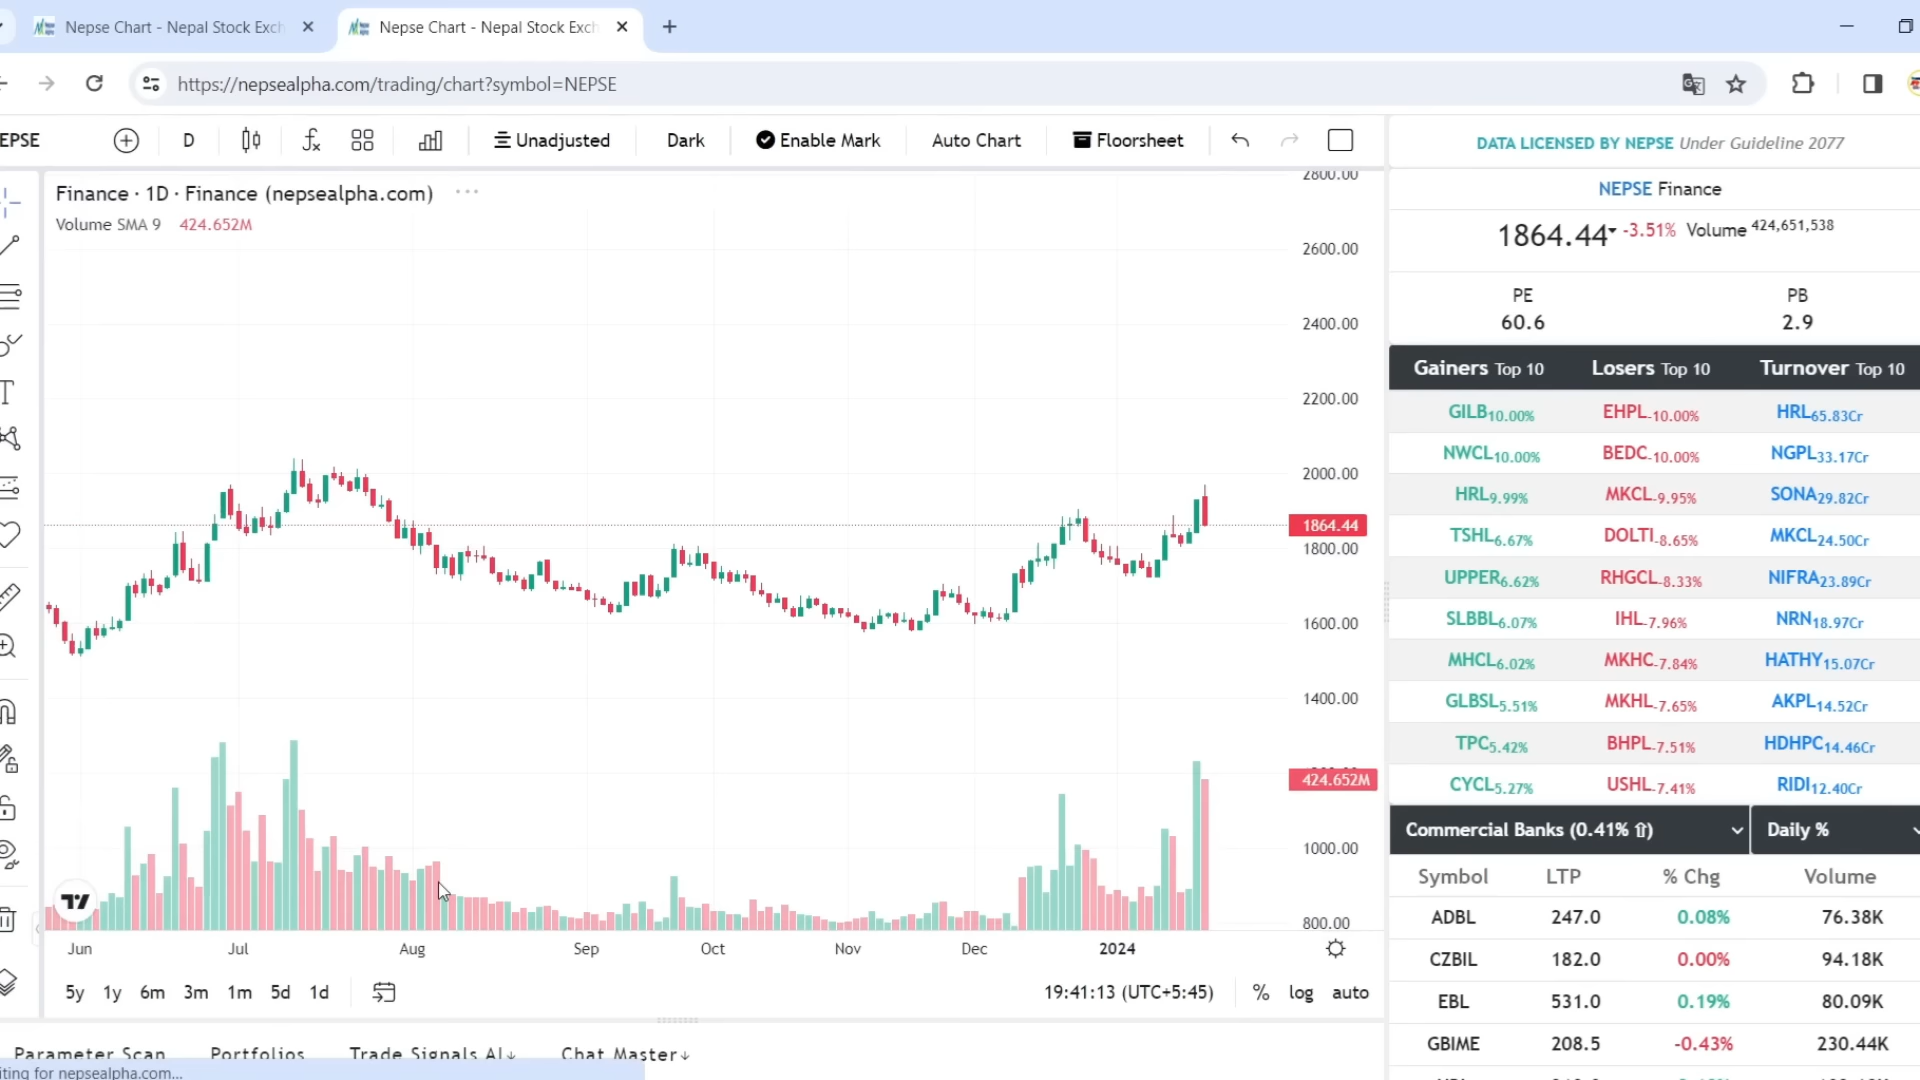 Nepse Chart - Nepal Stock Exch
Nepse Chart - Nepal Stock Exch
https://nepsealpha.com/trading/chart?symbol=NEPSE
EPSE
D
Unadjusted
Dark
Enable Mark
Auto Chart
Floorsheet
DATA LICENSED BY NEPSE Under Guideline 2077
Finance · 1D · Finance (nepsealpha.com)
Volume SMA 9 424.652M
NEPSE Finance
1864.44 -3.51% Volume 424,651,538
PE PB
60.6 2.9
2800.00
2600.00
2400.00
2200.00
2000.00
1864.44
1800.00
1600.00
1400.00
424.652M
1000.00
800.00
Gainers Top 10 Losers Top 10 Turnover Top 10
GILB10.00% EHPL-10.00% HRL65.83Cr
NWCL10.00% BEDC-10.00% NGPL33.17Cr
HRL9.99% MKCL-9.95% SONA29.82Cr
TSHL6.67% DOLTI-8.65% MKCL24.50Cr
UPPER6.62% RHGCL-8.33% NIFRA23.89Cr
SLBBL6.07% IHL-7.96% NRN18.97Cr
MHCL6.02% MKHC-7.84% HATHY15.07Cr
GLBSL5.51% MKHL-7.65% AKPL14.52Cr
TPC5.42% BHPL-7.51% HDHPC14.46Cr
CYCL5.27% USHL-7.41% RIDI12.40Cr
Commercial Banks (0.41% ⇧) Daily %
Symbol LTP % Chg Volume
ADBL 247.0 0.08% 76.38K
CZBIL 182.0 0.00% 94.18K
EBL 531.0 0.19% 80.09K
GBIME 208.5 -0.43% 230.44K
Jun Jul Aug Sep Oct Nov Dec 2024
5y 1y 6m 3m 1m 5d 1d
19:41:13 (UTC+5:45) % log auto
Parameter Scan Portfolios Trade Signals AI↓ Chat Master↓
iting for nepsealpha.com...